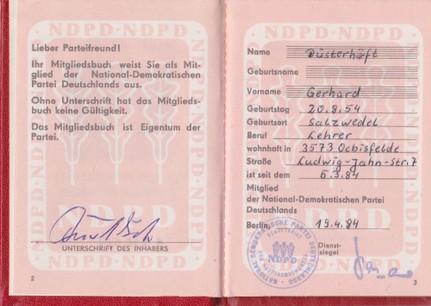 NDPD·NDPD
Lieber Parteifreund!
Ihr Mitgliedsbuch weist Sie als Mit-
glied der National-Demokratischen
Partei Deutschlands aus.
Ohne Unterschrift hat das Mitglieds-
buch keine Gültigkeit.
Das Mitgliedsbuch ist Eigentum der
Partei.
UNTERSCHRIFT DES INHABERS
2
NDPD·NDPD
Name Düsterhöft
Geburtsname
Vorname Gerhard
Geburtstag 20.8.54
Geburtsort Salzwedel
Beruf Lehrer
wohnhaft in 3573 Oebisfelde
Straße Ludwig-Jahn-Str. 7
ist seit dem 6.3.84
Mitglied
der National-Demokratischen Partei
Deutschlands
Berlin, 19.4.84
Dienst-
siegel
NATIONAL-DEMOKRATISCHE PARTEI DEUTSCHLANDS
NDPD
3